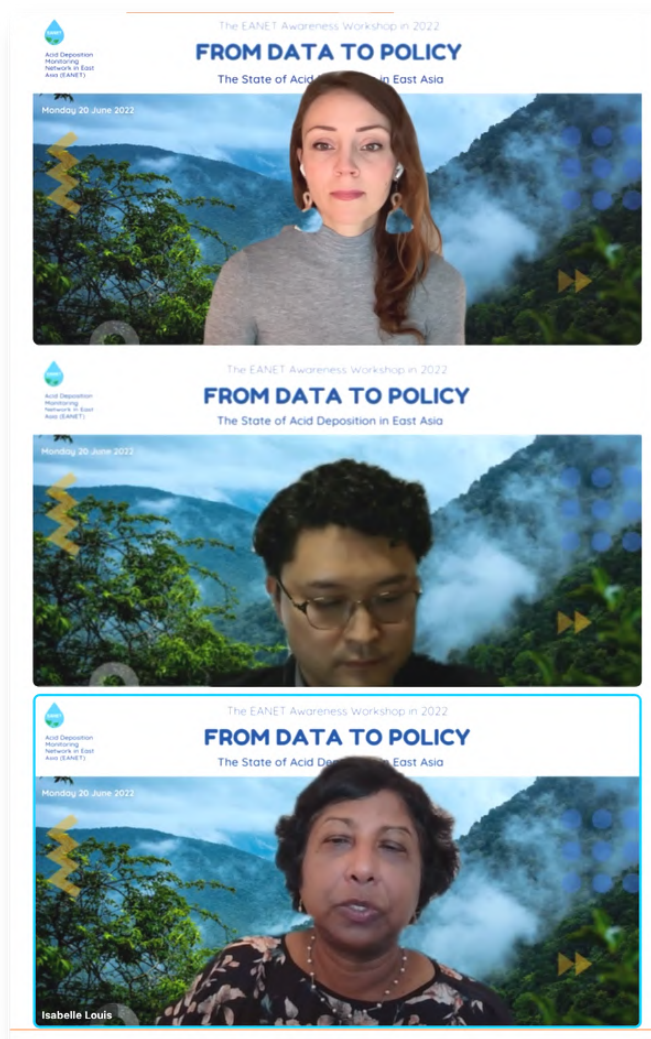 The EANET Awareness Workshop in 2022
EANET
Acid Deposition
Monitoring
Network in East
Asia (EANET)
FROM DATA TO POLICY
The State of Acid in East Asia
Monday 20 June 2022
The EANET Awareness Workshop in 2022
EANET
Acid Deposition
Monitoring
Network in East
Asia (EANET)
FROM DATA TO POLICY
The State of Acid Deposition in East Asia
Monday 20 June 2022
The EANET Awareness Workshop in 2022
EANET
Acid Deposition
Monitoring
Network in East
Asia (EANET)
FROM DATA TO POLICY
The State of Acid De in East Asia
Monday 20 June 2022
Isabelle Louis